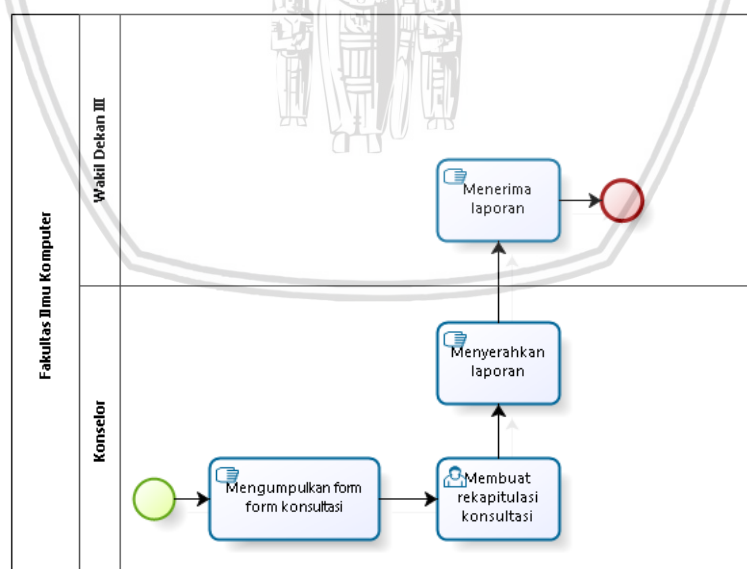 Fakultas Ilmu Komputer
Wakil Dekan III
Menerima
laporan
Konselor
Menyerahkan
laporan
Mengumpulkan form
form konsultasi
Membuat
rekapitulasi
konsultasi